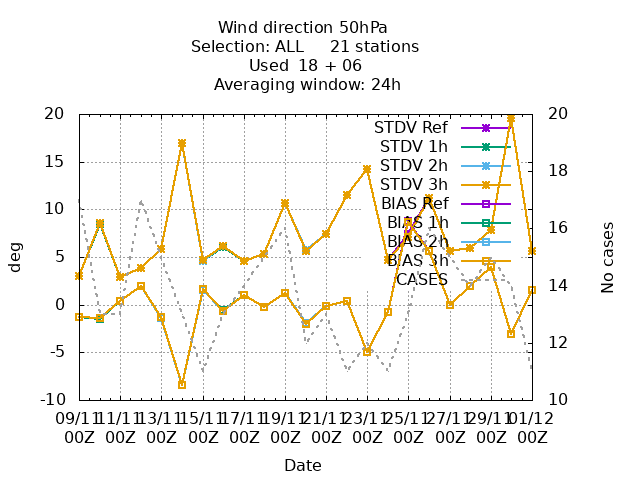 Wind direction 50hPa
Selection: ALL 21 stations
Used 18 + 06
Averaging window: 24h
20
15
10
5
0
-5
-10
deg
20
18
16
14
12
10
No cases
STDV Ref
STDV 1h
STDV 2h
STDV 3h
BIAS Ref
BIAS 1h
BIAS 2h
BIAS 3h
CASES
09/11 11/11 13/11 15/11 17/11 19/11 21/11 23/11 25/11 27/11 29/11 01/12
00Z 00Z 00Z 00Z 00Z 00Z 00Z 00Z 00Z 00Z 00Z 00Z
Date